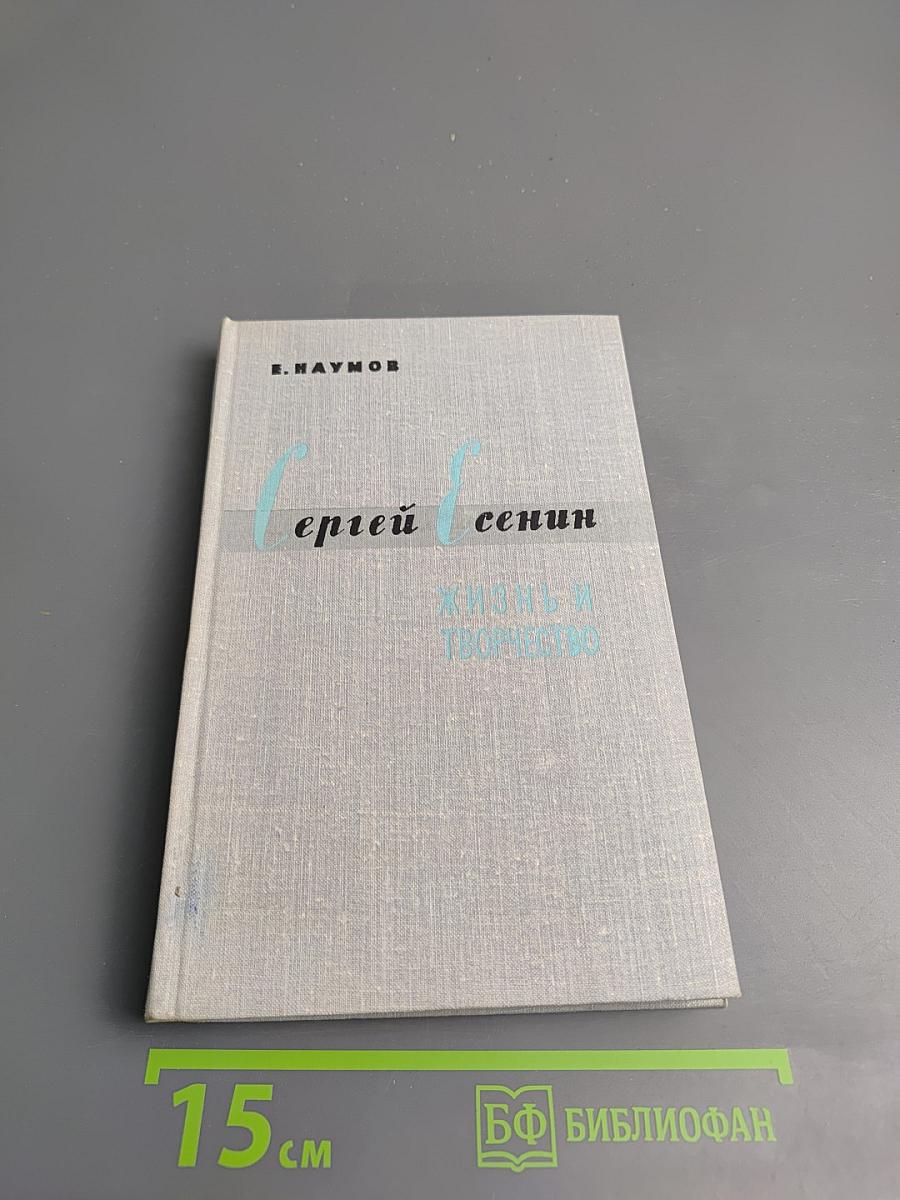 Е. НАУМОВ
Сергей Есенин
ЖИЗНЬ И
ТВОРЧЕСТВО
15 см
БФ БИБЛИОФАН